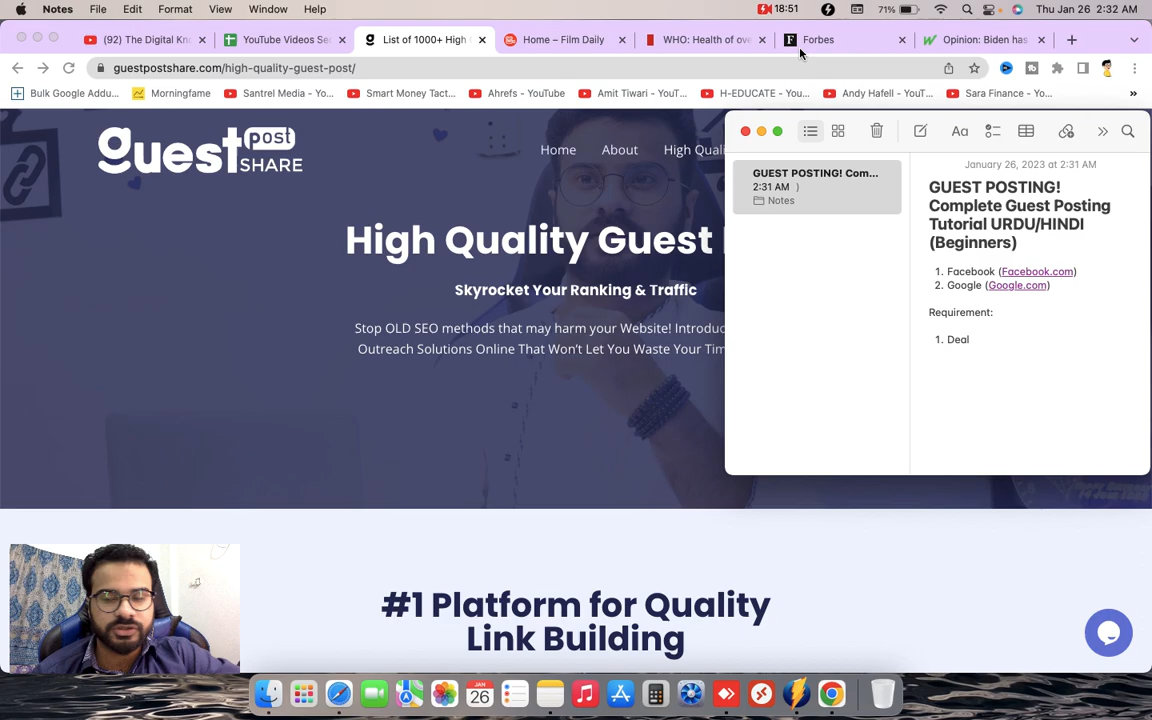 Notes File Edit Format View Window Help 18:51 71% Thu Jan 26 2:32 AM
(92) The Digital Kn List of 1000+ High Home – Film Daily WHO: Health of ove Forbes Opinion: Biden has
YouTube Videos Se
guestpostshare.com/high-quality-guest-post/
Bulk Google Addu... Morningfame Santrel Media - Yo... Smart Money Tact... Ahrefs - YouTube Amit Tiwari - YouT... H-EDUCATE - You... Andy Hafell - YouT... Sara Finance - Yo... »
guest post SHARE
Home About High Quali
High Quality Guest
Skyrocket Your Ranking & Traffic
Stop OLD SEO methods that may harm your Website! Introduc
Outreach Solutions Online That Won't Let You Waste Your Tim
Aa
GUEST POSTING! Com...
2:31 AM )
Notes
January 26, 2023 at 2:31 AM
GUEST POSTING!
Complete Guest Posting
Tutorial URDU/HINDI
(Beginners)
1. Facebook (Facebook.com)
2. Google (Google.com)
Requirement:
1. Deal
#1 Platform for Quality
Link Building
JAN
26